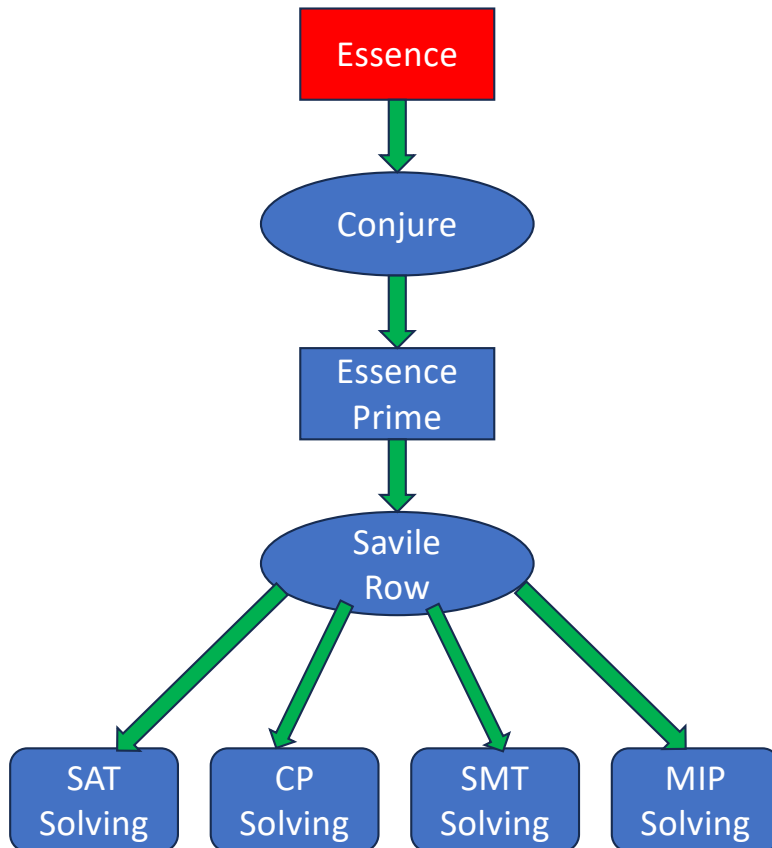 Essence
Conjure
Essence
Prime
Savile
Row
SAT
Solving
CP
Solving
SMT
Solving
MIP
Solving